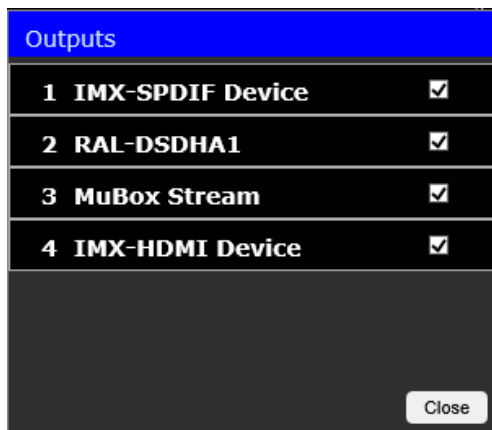 Outputs
1 IMX-SPDIF Device
2 RAL-DSDHA1
3 MuBox Stream
4 IMX-HDMI Device
Close